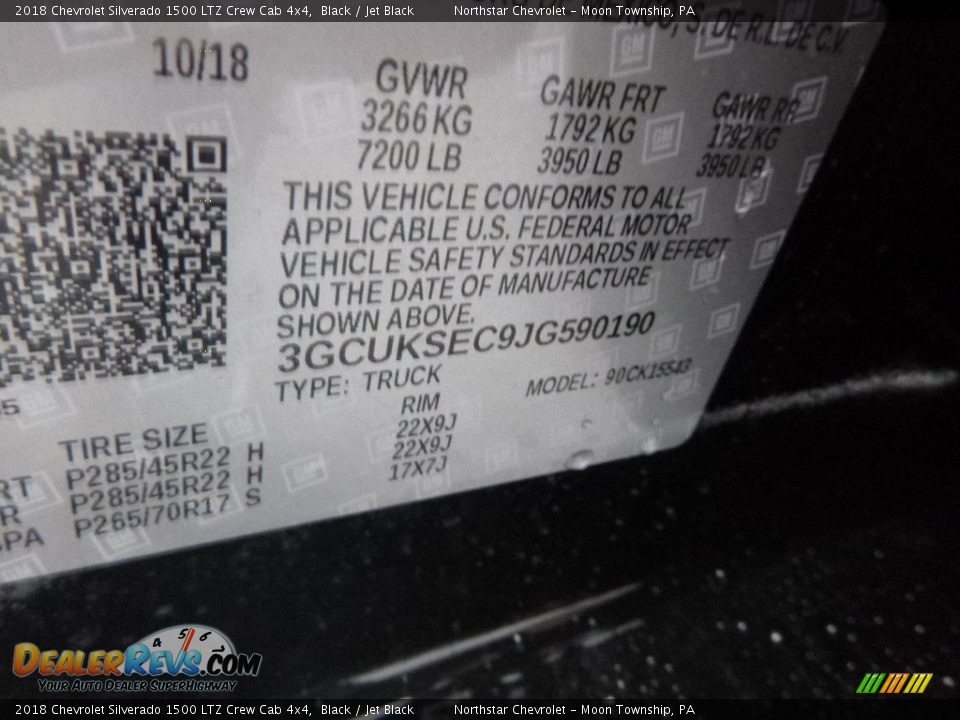 2018 Chevrolet Silverado 1500 LTZ Crew Cab 4x4, Black / Jet Black Northstar Chevrolet – Moon Township, PA
S. DE R.L. DE C.V.
10/18
GVWR GAWR FRT GAWR RR
3266 KG 1792 KG 1792 KG
7200 LB 3950 LB 3950 LB
THIS VEHICLE CONFORMS TO ALL
APPLICABLE U.S. FEDERAL MOTOR
VEHICLE SAFETY STANDARDS IN EFFECT
ON THE DATE OF MANUFACTURE
SHOWN ABOVE.
3GCUKSEC9JG590190
TYPE: TRUCK MODEL: 90CK15543
TIRE SIZE RIM
RT P285/45R22 H 22X9J
R P285/45R22 H 22X9J
SPA P265/70R17 S 17X7J
DealerRevs.com
Your Auto Dealer SuperHighway
2018 Chevrolet Silverado 1500 LTZ Crew Cab 4x4, Black / Jet Black Northstar Chevrolet – Moon Township, PA